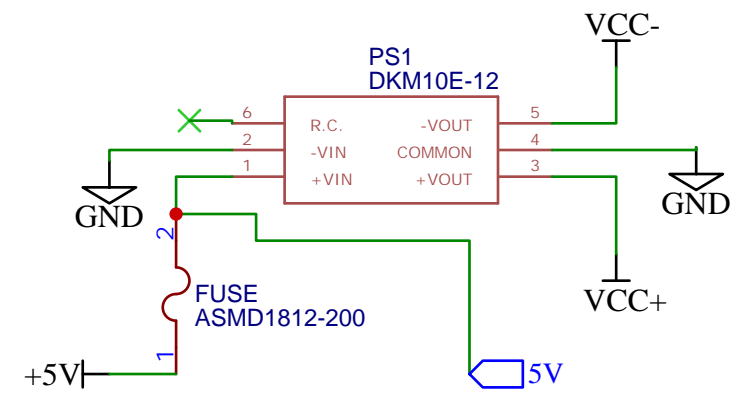 VCC-
PS1
DKM10E-12
6 R.C. -VOUT 5
2 -VIN COMMON 4
1 +VIN +VOUT 3
GND
GND
2
FUSE
ASMD1812-200
VCC+
1
+5V
5V